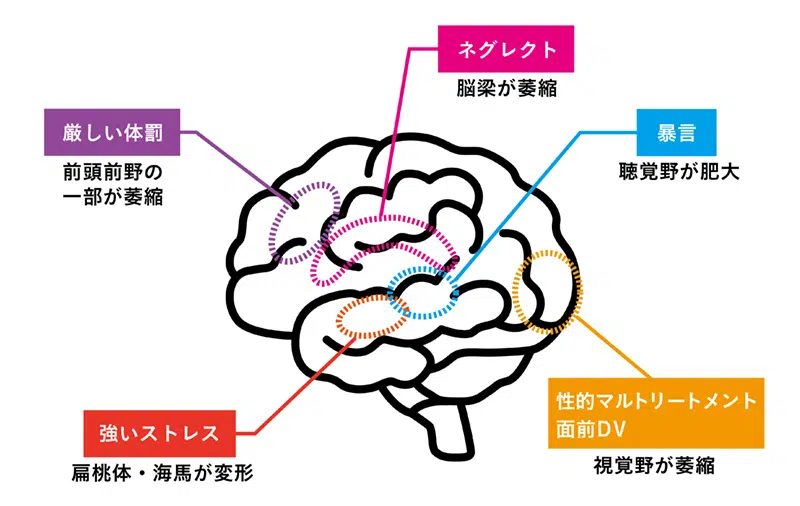 ネグレクト
脳梁が萎縮
厳しい体罰
前頭前野の
一部が萎縮
暴言
聴覚野が肥大
強いストレス
扁桃体・海馬が変形
性的マルトリートメント
面前DV
視覚野が萎縮